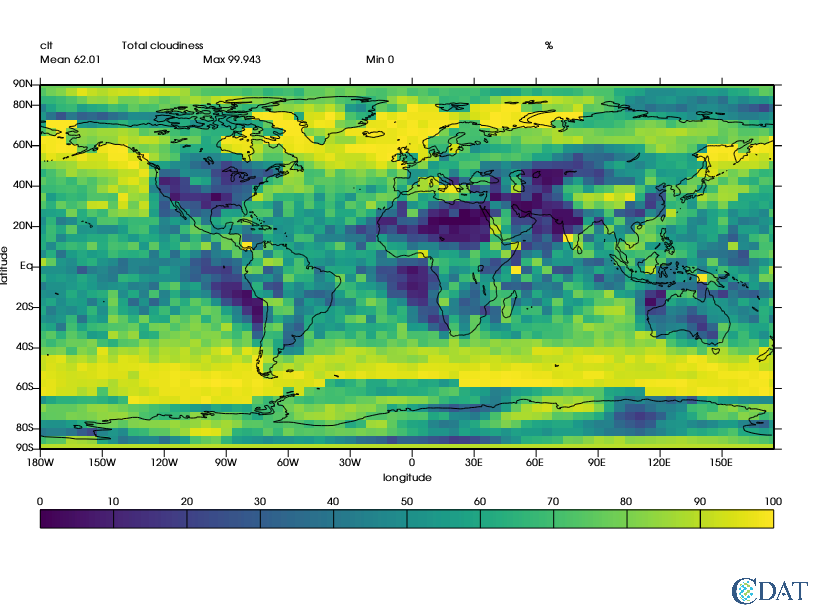 clt Total cloudiness %
Mean 62.01 Max 99.943 Min 0
90N
80N
60N
40N
20N
Eq
20S
40S
60S
80S
90S
latitude
180W 150W 120W 90W 60W 30W 0 30E 60E 90E 120E 150E
longitude
0 10 20 30 40 50 60 70 80 90 100
CDAT